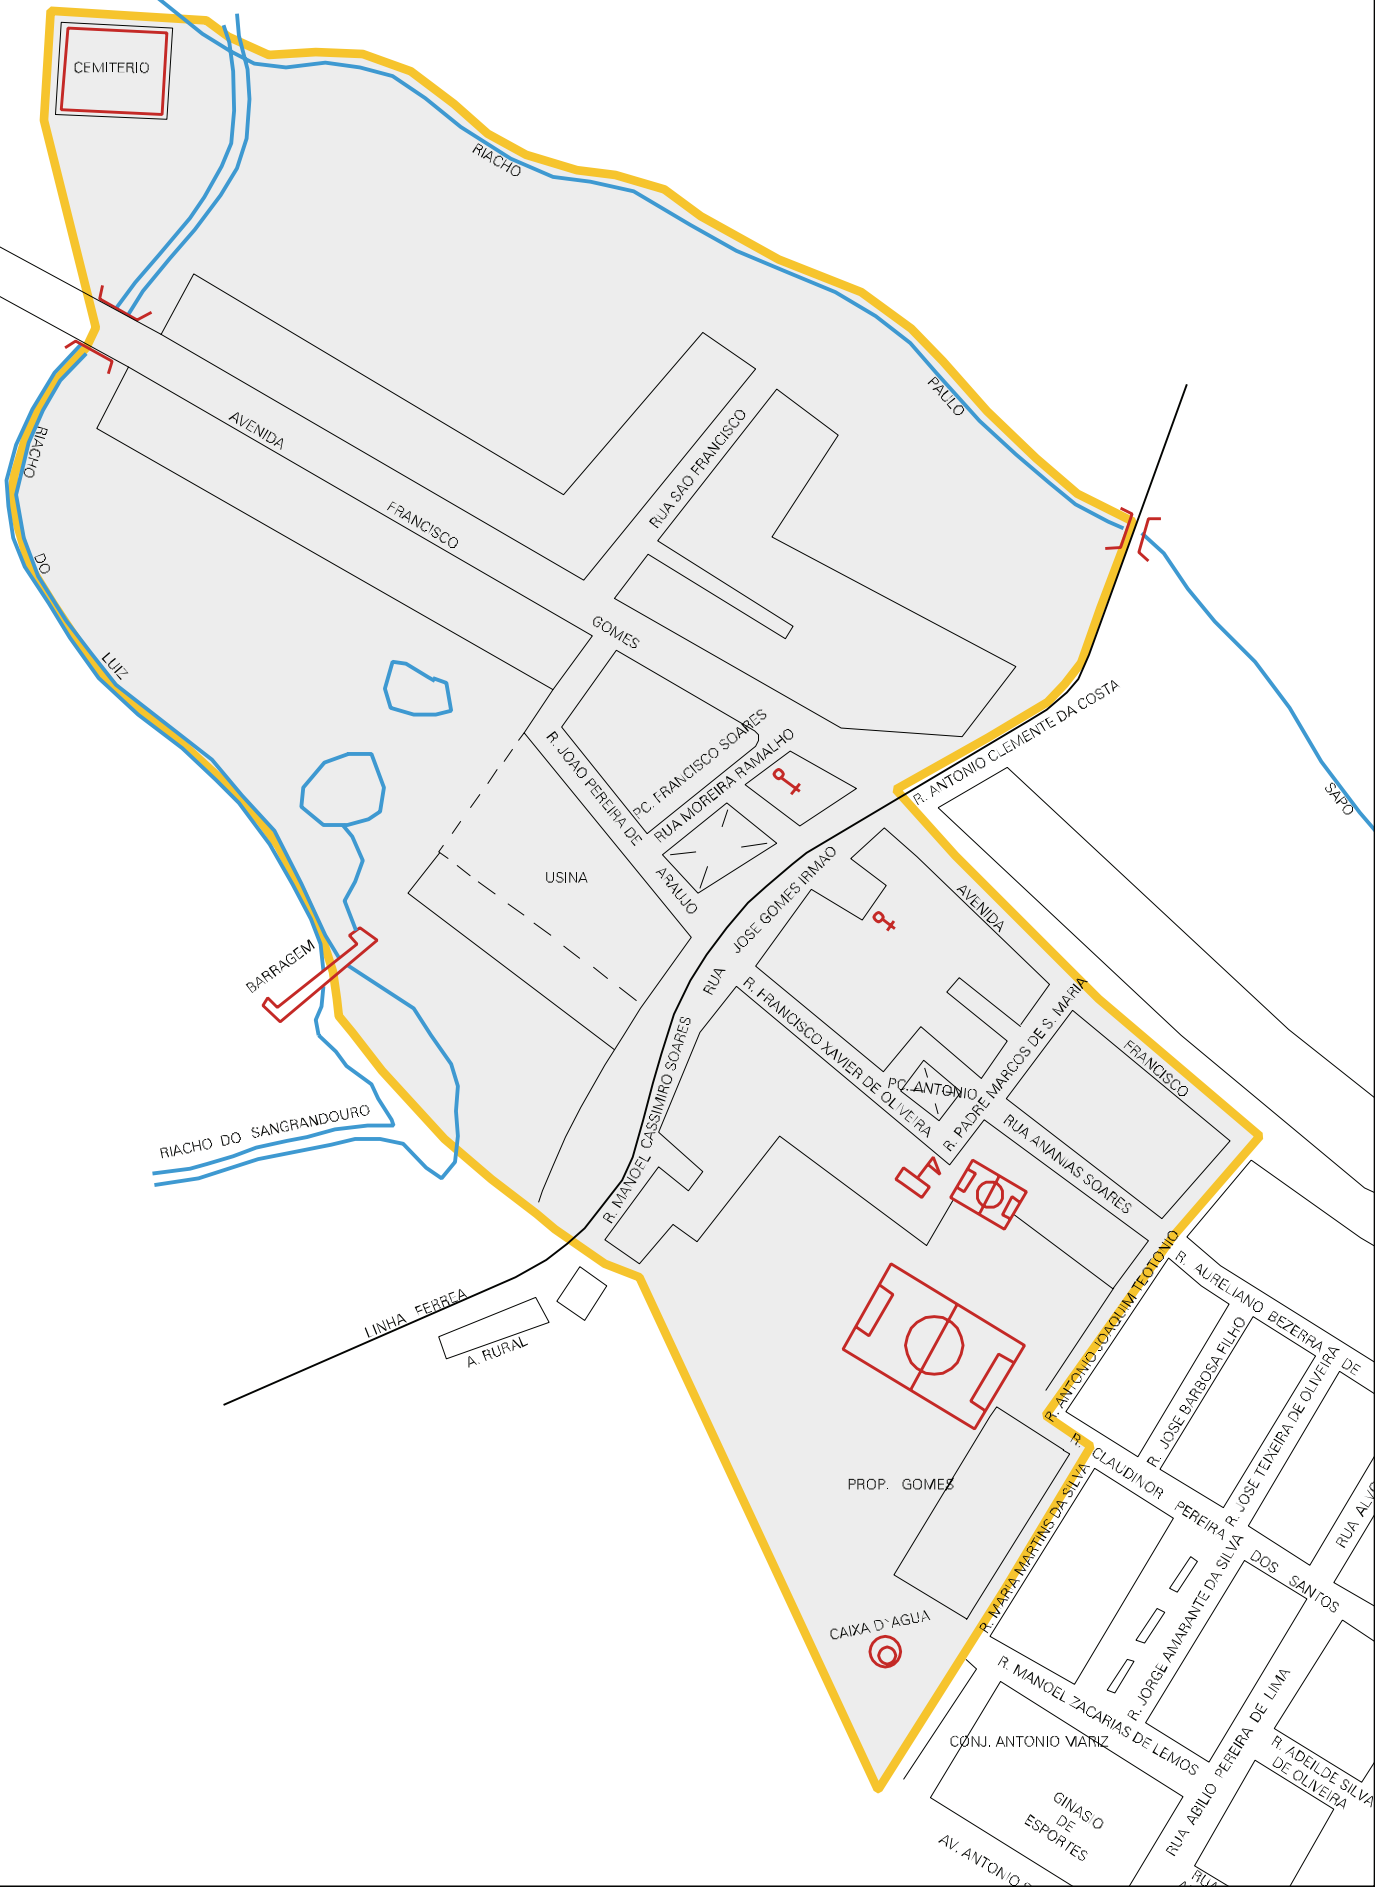 CEMITERIO
RIACHO
PAULO
SAPO
AVENIDA
FRANCISCO
GOMES
RUA SAO FRANCISCO
RIACHO
DO
LUIZ
R. ANTONIO CLEMENTE DA COSTA
PC. FRANCISCO SOARES
RUA MOREIRA RAMALHO
R. JOAO PEREIRA DE
ARAUJO
USINA
BARRAGEM
RUA
JOSE GOMES IRMAO
AVENIDA
FRANCISCO
R. FRANCISCO XAVIER DE OLIVEIRA
PC. ANTONIO
R. PADRE MARCOS DE S. MARIA
RUA ANANIAS SOARES
R. MANOEL CASSIMIRO SOARES
RIACHO DO SANGRANDOURO
LINHA FERREA
A. RURAL
R. ANTONIO JOAQUIM TEOTONIO
R. AURELIANO BEZERRA DE
R. JOSE BARBOSA FILHO
R. JOSE TEIXEIRA DE OLIVEIRA
R. CLAUDINOR PEREIRA DOS SANTOS
RUA
PROP. GOMES
R. MARIA MARTINS DA SILVA
CAIXA D`AGUA
R. JORGE AMARANTE DA SILVA
R. MANOEL ZACARIAS DE LEMOS
CONJ. ANTONIO VIARIZ
RUA ABILIO PEREIRA DE LIMA
R. ADEILDE SILVA
DE OLIVEIRA
GINASIO
DE
ESPORTES
AV. ANTONIO
RUA